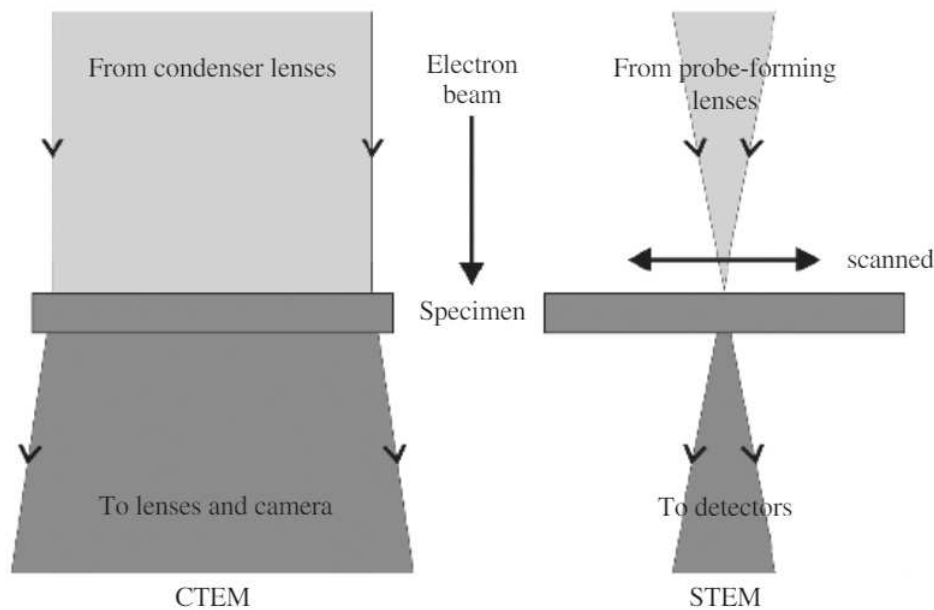 From condenser lenses
Electron
beam
From probe-forming
lenses
scanned
Specimen
To lenses and camera
To detectors
CTEM
STEM